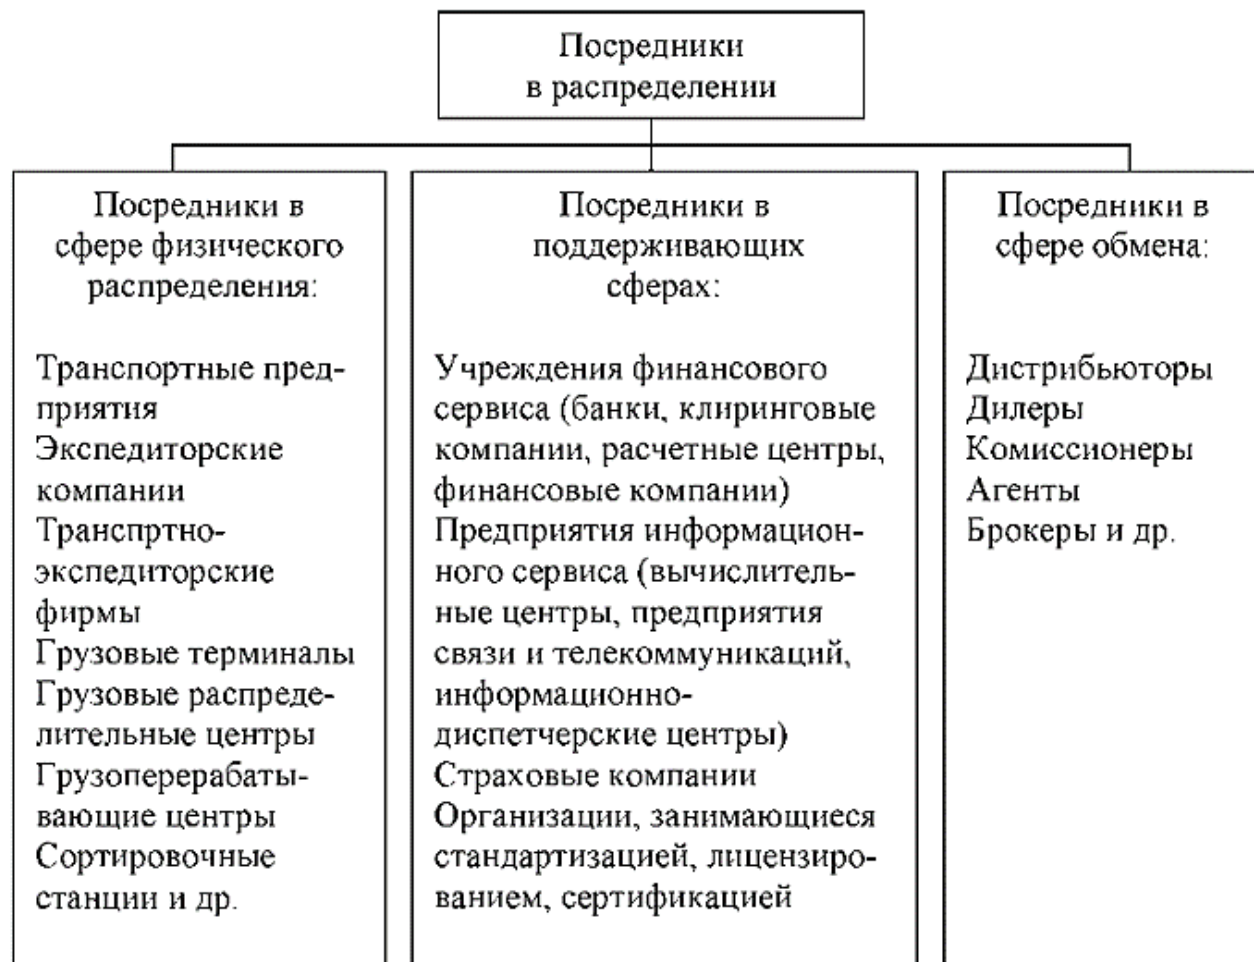 Посредники
в распределении
Посредники в
сфере физического
распределения:
Транспортные пред-
приятия
Экспедиторские
компании
Транспртно-
экспедиторские
фирмы
Грузовые терминалы
Грузовые распреде-
лительные центры
Грузоперерабаты-
вающие центры
Сортировочные
станции и др.
Посредники в
поддерживающих
сферах:
Учреждения финансового
сервиса (банки, клиринговые
компании, расчетные центры,
финансовые компании)
Предприятия информацион-
ного сервиса (вычислитель-
ные центры, предприятия
связи и телекоммуникаций,
информационно-
диспетчерские центры)
Страховые компании
Организации, занимающиеся
стандартизацией, лицензиро-
ванием, сертификацией
Посредники в
сфере обмена:
Дистрибьюторы
Дилеры
Комиссионеры
Агенты
Брокеры и др.